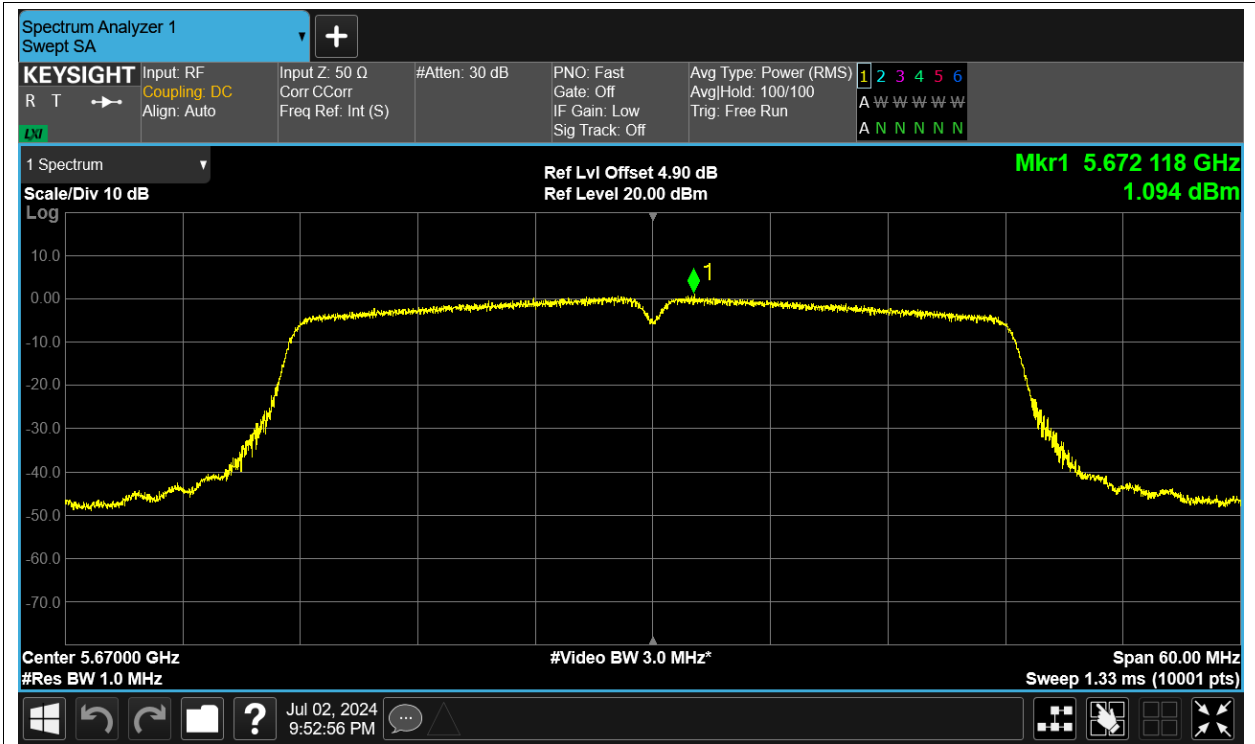 Spectrum Analyzer 1
Swept SA
KEYSIGHT
R T
LXI
Input: RF
Coupling: DC
Align: Auto
Input Z: 50 Ω
Corr CCorr
Freq Ref: Int (S)
#Atten: 30 dB
PNO: Fast
Gate: Off
IF Gain: Low
Sig Track: Off
Avg Type: Power (RMS)
Avg|Hold: 100/100
Trig: Free Run
1 2 3 4 5 6
A W W W W W
A N N N N N
1 Spectrum
Scale/Div 10 dB
Log
Ref Lvl Offset 4.90 dB
Ref Level 20.00 dBm
Mkr1 5.672 118 GHz
1.094 dBm
1
10.0
0.00
-10.0
-20.0
-30.0
-40.0
-50.0
-60.0
-70.0
Center 5.67000 GHz
#Res BW 1.0 MHz
#Video BW 3.0 MHz*
Span 60.00 MHz
Sweep 1.33 ms (10001 pts)
?
Jul 02, 2024
9:52:56 PM